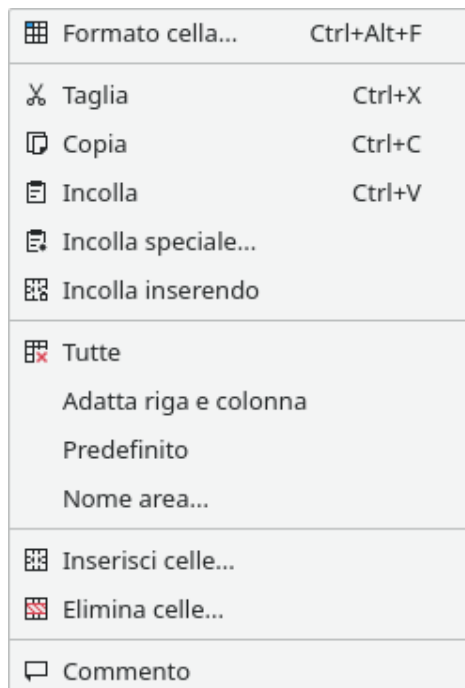 Formato cella... Ctrl+Alt+F
Taglia Ctrl+X
Copia Ctrl+C
Incolla Ctrl+V
Incolla speciale...
Incolla inserendo
Tutte
Adatta riga e colonna
Predefinito
Nome area...
Inserisci celle...
Elimina celle...
Commento